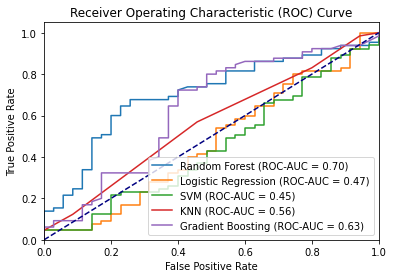 Receiver Operating Characteristic (ROC) Curve
True Positive Rate
1.0
0.8
0.6
0.4
0.2
0.0
Random Forest (ROC-AUC = 0.70)
Logistic Regression (ROC-AUC = 0.47)
SVM (ROC-AUC = 0.45)
KNN (ROC-AUC = 0.56)
Gradient Boosting (ROC-AUC = 0.63)
0.0 0.2 0.4 0.6 0.8 1.0
False Positive Rate